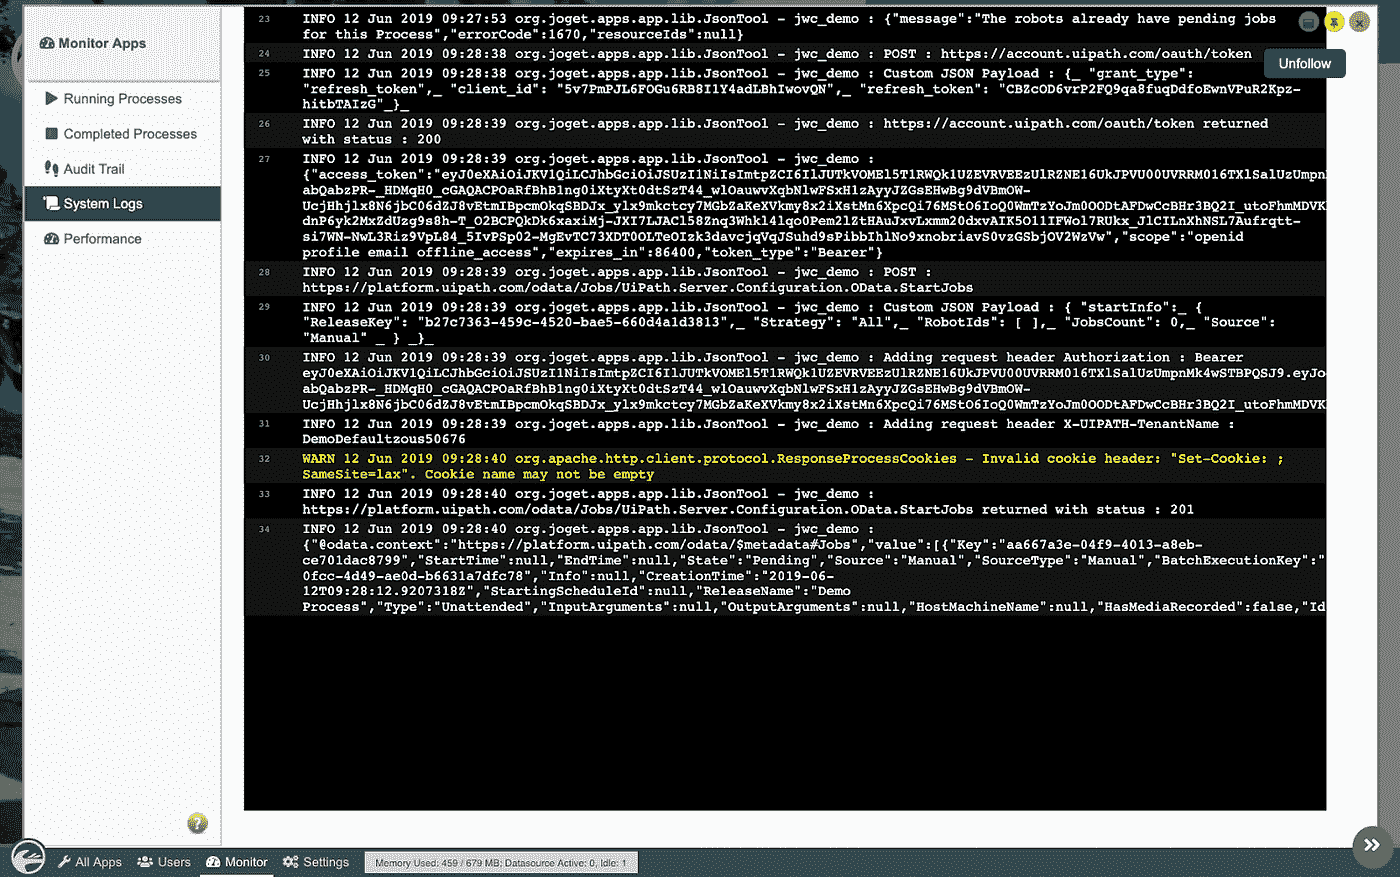 Monitor Apps
Running Processes
Completed Processes
Audit Trail
System Logs
Performance
Unfollow
23 INFO 12 Jun 2019 09:27:53 org.joget.apps.app.lib.JsonTool - jwc_demo : {"message":"The robots already have pending jobs
for this Process","errorCode":1670,"resourceIds":null}
24 INFO 12 Jun 2019 09:28:38 org.joget.apps.app.lib.JsonTool - jwc_demo : POST : https://account.uipath.com/oauth/token
25 INFO 12 Jun 2019 09:28:38 org.joget.apps.app.lib.JsonTool - jwc_demo : Custom JSON Payload : {_ "grant_type":
"refresh_token",_ "client_id":
"refresh_token":
26 INFO 12 Jun 2019 09:28:39 org.joget.apps.app.lib.JsonTool - jwc_demo : https://account.uipath.com/oauth/token returned
with status : 200
27 INFO 12 Jun 2019 09:28:39 org.joget.apps.app.lib.JsonTool - jwc_demo :
{"access_token":
"scope":"openid
profile email offline_access","expires_in":86400,"token_type":"Bearer"}
28 INFO 12 Jun 2019 09:28:39 org.joget.apps.app.lib.JsonTool - jwc_demo : POST :
https://platform.uipath.com/odata/Jobs/UiPath.Server.Configuration.OData.StartJobs
29 INFO 12 Jun 2019 09:28:39 org.joget.apps.app.lib.JsonTool - jwc_demo : Custom JSON Payload : { "startInfo":_ {
"ReleaseKey": "b27c7363-459c-4520-bae5-660d4a1d3813",_ "Strategy": "All",_ "RobotIds": [ ],_ "JobsCount": 0,_ "Source":
"Manual" _ } _}_
30 INFO 12 Jun 2019 09:28:39 org.joget.apps.app.lib.JsonTool - jwc_demo : Adding request header Authorization : Bearer
31 INFO 12 Jun 2019 09:28:39 org.joget.apps.app.lib.JsonTool - jwc_demo : Adding request header X-UIPATH-TenantName :
DemoDefaultzous50676
32 WARN 12 Jun 2019 09:28:40 org.apache.http.client.protocol.ResponseProcessCookies - Invalid cookie header: "Set-Cookie: ;
SameSite=lax". Cookie name may not be empty
33 INFO 12 Jun 2019 09:28:40 org.joget.apps.app.lib.JsonTool - jwc_demo :
https://platform.uipath.com/odata/Jobs/UiPath.Server.Configuration.OData.StartJobs returned with status : 201
34 INFO 12 Jun 2019 09:28:40 org.joget.apps.app.lib.JsonTool - jwc_demo :
{"@odata.context":"https://platform.uipath.com/odata/$metadata#Jobs","value":[{"Key":"aa667a3e-04f9-4013-a8eb-
ce701dac8799","StartTime":null,"EndTime":null,"State":"Pending","Source":"Manual","SourceType":"Manual","BatchExecutionKey":"
0fcc-4d49-ae0d-b6631a7dfc78","Info":null,"CreationTime":"2019-06-
12T09:28:12.9207318Z","StartingScheduleId":null,"ReleaseName":"Demo
Process","Type":"Unattended","InputArguments":null,"OutputArguments":null,"HostMachineName":null,"HasMediaRecorded":false,"Id
?
All Apps Users Monitor Settings Memory Used: 459 / 679 MB; Datasource Active: 0, Idle: 1